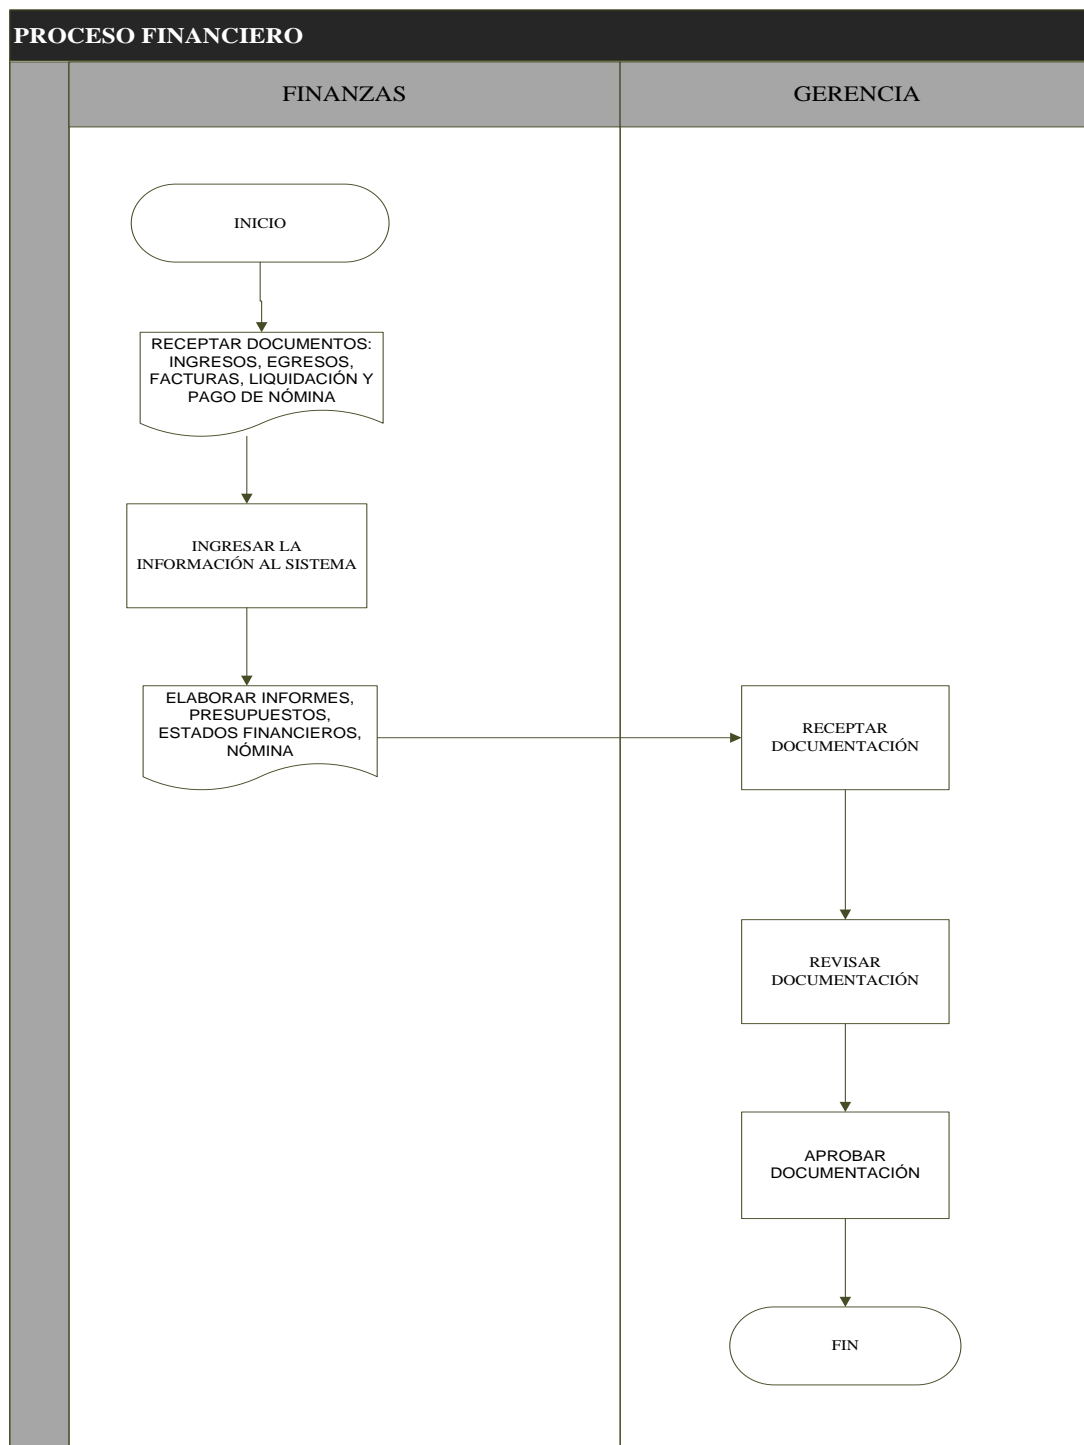 PROCESO FINANCIERO
FINANZAS
GERENCIA
INICIO
RECEPTAR DOCUMENTOS:
INGRESOS, EGRESOS,
FACTURAS, LIQUIDACIÓN Y
PAGO DE NÓMINA
INGRESAR LA
INFORMACIÓN AL SISTEMA
ELABORAR INFORMES,
PRESUPUESTOS,
ESTADOS FINANCIEROS,
NÓMINA
RECEPTAR
DOCUMENTACIÓN
REVISAR
DOCUMENTACIÓN
APROBAR
DOCUMENTACIÓN
FIN